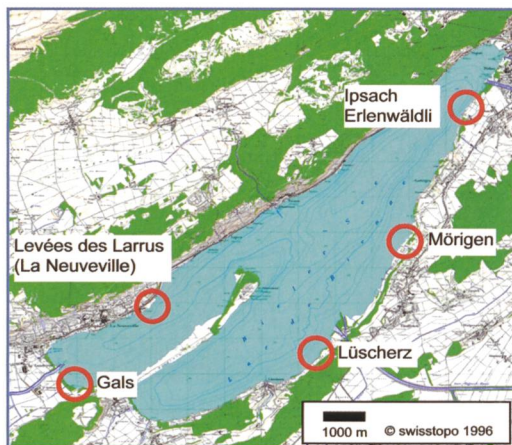 Ipsach
Erlenwäldli
Levées des Larrus
(La Neuveville)
Mörigen
Lüscherz
Gals
1000 m
© swisstopo 1996